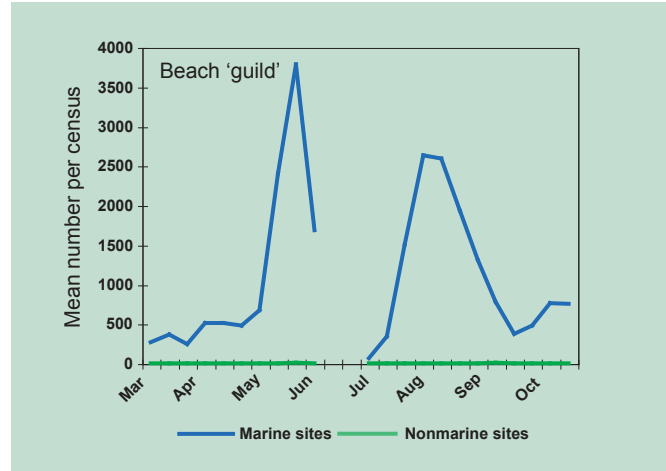 Beach ‘guild’
Mean number per census
4000
3500
3000
2500
2000
1500
1000
500
0
Mar
Apr
May
Jun
Jul
Aug
Sep
Oct
Marine sites
Nonmarine sites